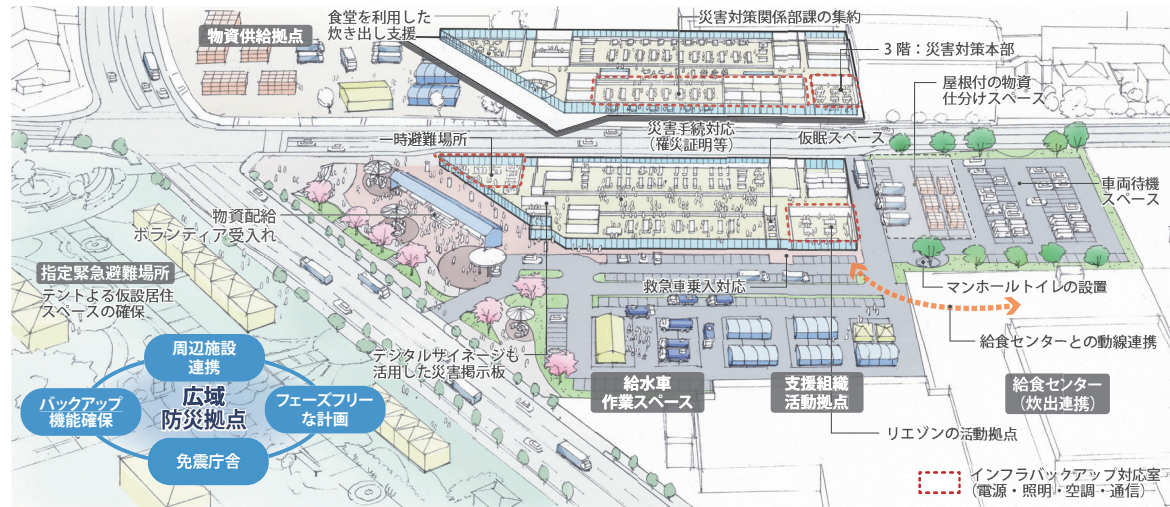 物資供給拠点
食堂を利用した
炊き出し支援
災害対策関係部課の集約
3 階：災害対策本部
屋根付の物資
仕分けスペース
災害手続対応
（罹災証明等）
仮眠スペース
一時避難場所
車両待機
スペース
物資配給
ボランティア受入れ
指定緊急避難場所
テントよる仮設居住
スペースの確保
救急車乗入対応
マンホールトイレの設置
給食センターとの動線連携
デジタルサイネージも
活用した災害掲示板
給水車
作業スペース
支援組織
活動拠点
給食センター
（炊出連携）
リエゾンの活動拠点
周辺施設
連携
バックアップ
機能確保
広域
防災拠点
フェーズフリー
な計画
免震庁舎
インフラバックアップ対応室
（電源・照明・空調・通信）